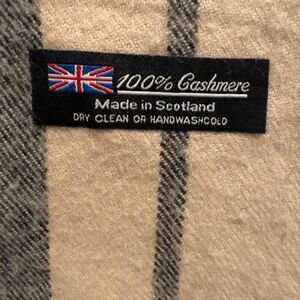 100% Cashmere
Made in Scotland
DRY CLEAN OR HANDWASHCOLD